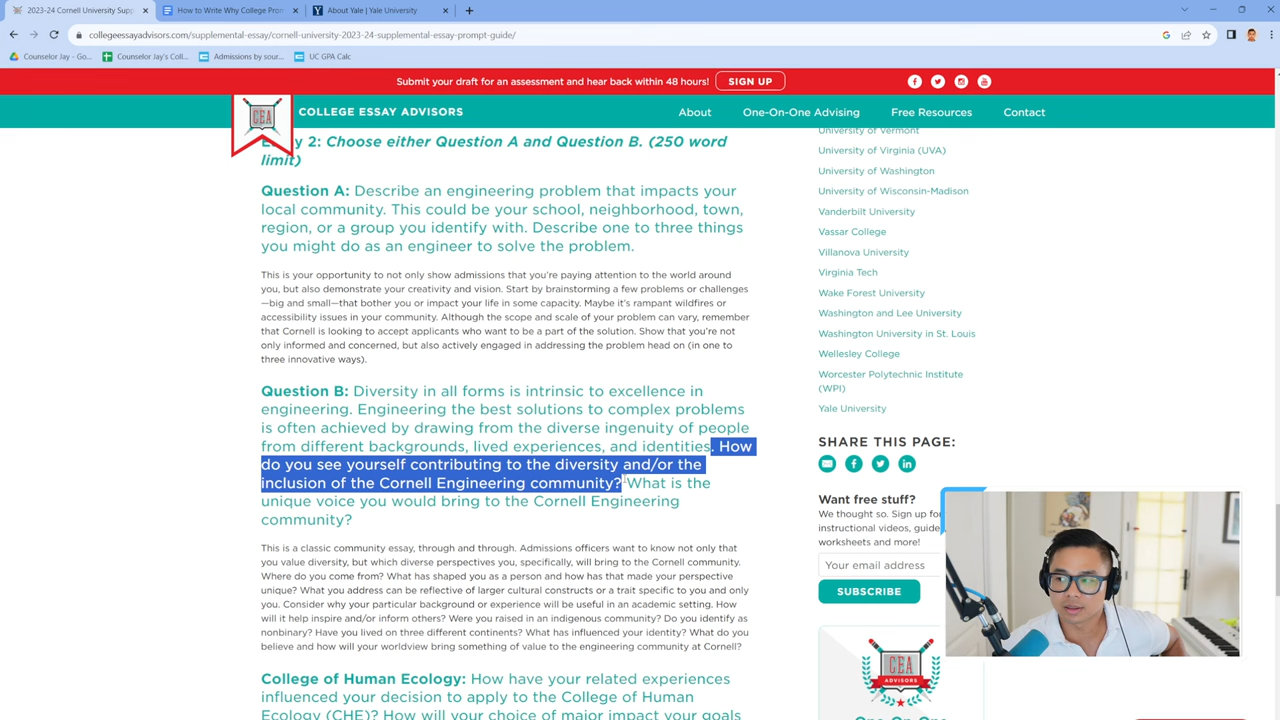 2023-24 Cornell University Sup
How to Write Why College Pron
About Yale | Yale University
collegeessayadvisors.com/supplemental-essay/cornell-university-2023-24-supplemental-essay-prompt-guide/
Counselor Jay - Go...
Counselor Jay's Coll...
Admissions by sour...
UC GPA Calc
Submit your draft for an assessment and hear back within 48 hours!
SIGN UP
CEA
COLLEGE ESSAY ADVISORS
About
One-On-One Advising
Free Resources
Contact
y 2: Choose either Question A and Question B. (250 word
limit)
Question A: Describe an engineering problem that impacts your
local community. This could be your school, neighborhood, town,
region, or a group you identify with. Describe one to three things
you might do as an engineer to solve the problem.
This is your opportunity to not only show admissions that you're paying attention to the world around
you, but also demonstrate your creativity and vision. Start by brainstorming a few problems or challenges
—big and small—that bother you or impact your life in some capacity. Maybe it's rampant wildfires or
accessibility issues in your community. Although the scope and scale of your problem can vary, remember
that Cornell is looking to accept applicants who want to be a part of the solution. Show that you're not
only informed and concerned, but also actively engaged in addressing the problem head on (in one to
three innovative ways).
Question B: Diversity in all forms is intrinsic to excellence in
engineering. Engineering the best solutions to complex problems
is often achieved by drawing from the diverse ingenuity of people
from different backgrounds, lived experiences, and identities. How
do you see yourself contributing to the diversity and/or the
inclusion of the Cornell Engineering community? What is the
unique voice you would bring to the Cornell Engineering
community?
This is a classic community essay, through and through. Admissions officers want to know not only that
you value diversity, but which diverse perspectives you, specifically, will bring to the Cornell community.
Where do you come from? What has shaped you as a person and how has that made your perspective
unique? What you address can be reflective of larger cultural constructs or a trait specific to you and only
you. Consider why your particular background or experience will be useful in an academic setting. How
will it help inspire and/or inform others? Were you raised in an indigenous community? Do you identify as
nonbinary? Have you lived on three different continents? What has influenced your identity? What do you
believe and how will your worldview bring something of value to the engineering community at Cornell?
College of Human Ecology: How have your related experiences
influenced your decision to apply to the College of Human
Ecology (CHE)? How will your choice of major impact your goals
University of Vermont
University of Virginia (UVA)
University of Washington
University of Wisconsin-Madison
Vanderbilt University
Vassar College
Villanova University
Virginia Tech
Wake Forest University
Washington and Lee University
Washington University in St. Louis
Wellesley College
Worcester Polytechnic Institute
(WPI)
Yale University
SHARE THIS PAGE:
Want free stuff?
We thought so. Sign up for
instructional videos, guide
worksheets and more!
Your email address
SUBSCRIBE
CEA
ADVISORS
One-On-One